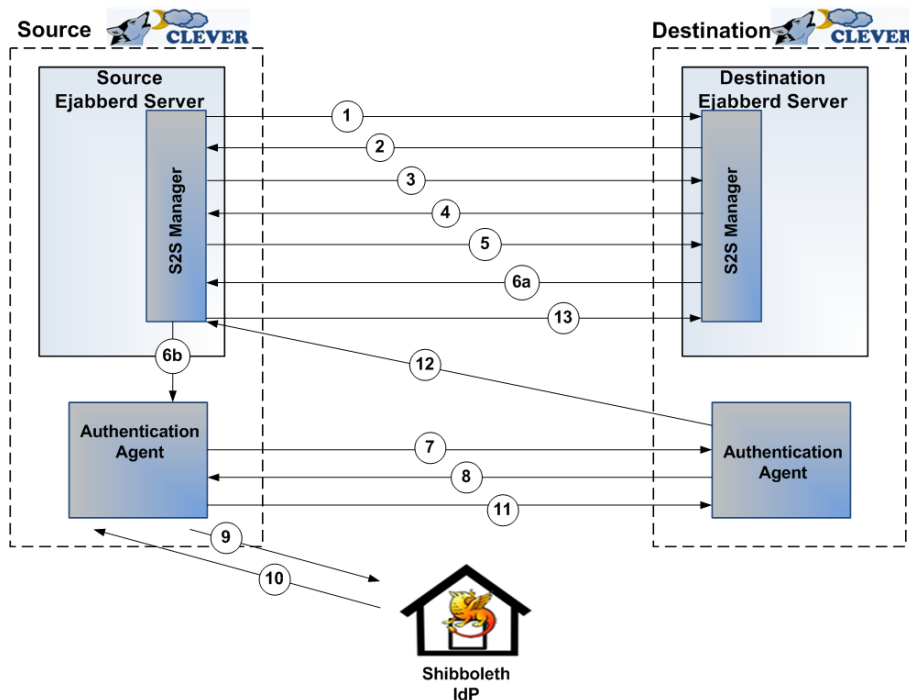 Source
CLEVER
Destination
CLEVER
Source
Ejabberd Server
Destination
Ejabberd Server
S2S Manager
S2S Manager
1
2
3
4
5
6a
13
6b
12
Authentication
Agent
Authentication
Agent
7
8
11
9
10
Shibboleth
IdP